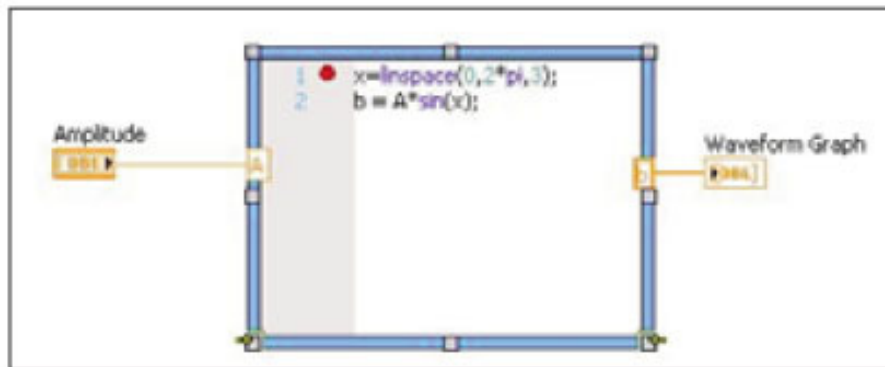 1 x=linspace(0,2*pi,3);
2 b = A*sin(x);
Amplitude
DBL
A
Waveform Graph